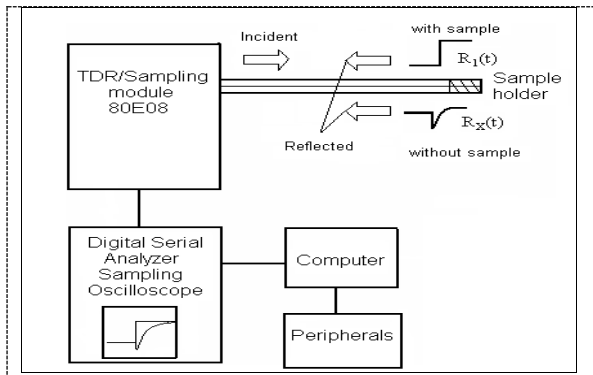 Incident
with sample
R1(t)
TDR/Sampling
module
80E08
Sample
holder
RX(t)
Reflected
without sample
Digital Serial
Analyzer
Sampling
Oscilloscope
Computer
Peripherals